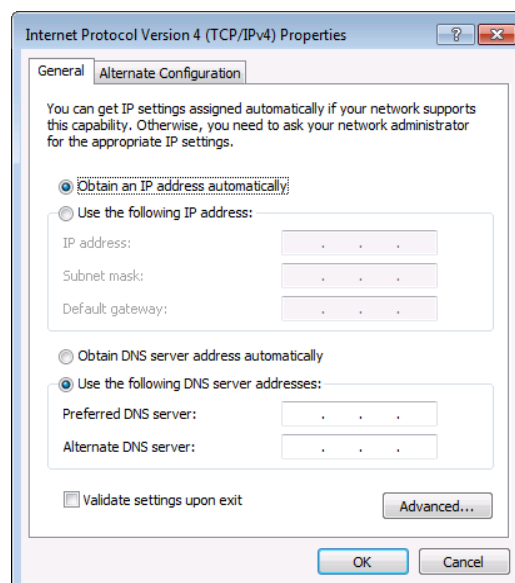 Internet Protocol Version 4 (TCP/IPv4) Properties
?
General
Alternate Configuration
You can get IP settings assigned automatically if your network supports
this capability. Otherwise, you need to ask your network administrator
for the appropriate IP settings.
Obtain an IP address automatically
Use the following IP address:
IP address: . . .
Subnet mask: . . .
Default gateway: . . .
Obtain DNS server address automatically
Use the following DNS server addresses:
Preferred DNS server: . . .
Alternate DNS server: . . .
Validate settings upon exit
Advanced...
OK
Cancel